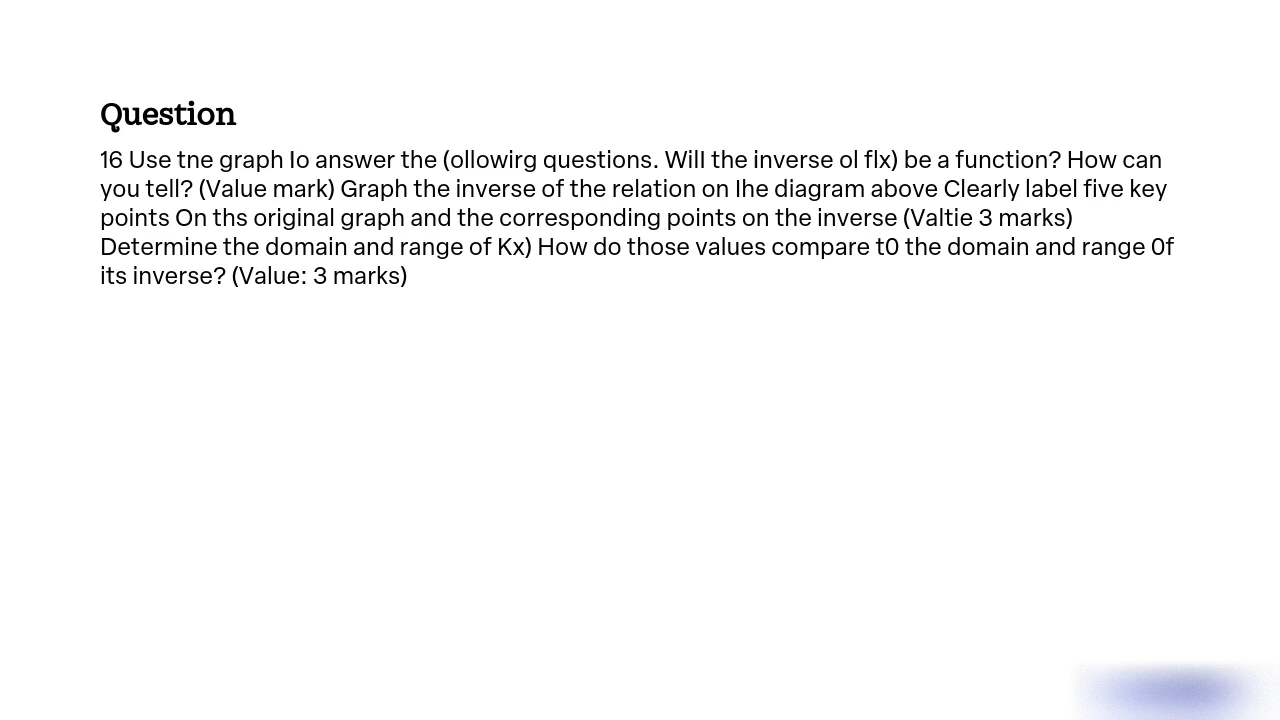 Question
16 Use tne graph Io answer the (ollowirg questions. Will the inverse ol flx) be a function? How can
you tell? (Value mark) Graph the inverse of the relation on Ihe diagram above Clearly label five key
points On ths original graph and the corresponding points on the inverse (Valtie 3 marks)
Determine the domain and range of Kx) How do those values compare t0 the domain and range 0f
its inverse? (Value: 3 marks)